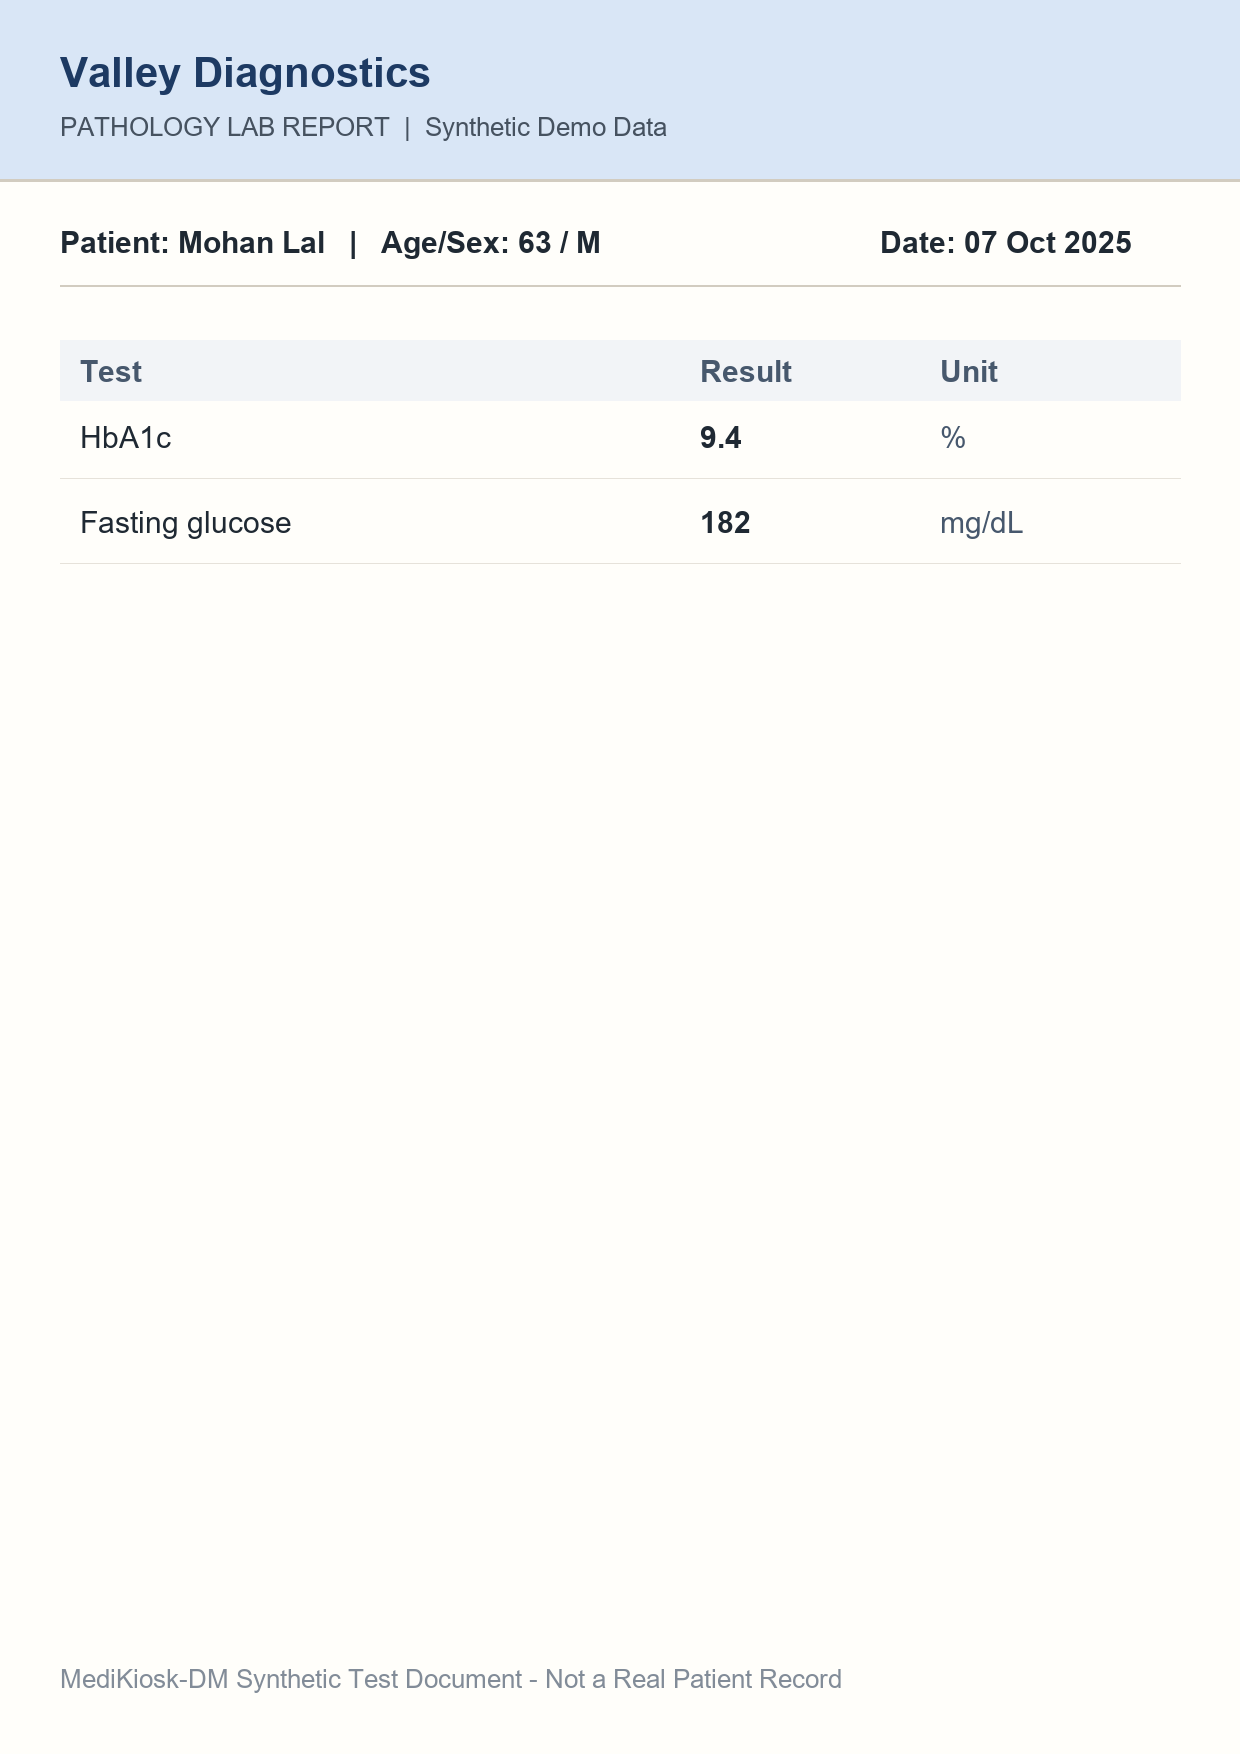 Valley Diagnostics
PATHOLOGY LAB REPORT | Synthetic Demo Data
Patient: Mohan Lal | Age/Sex: 63 / M Date: 07 Oct 2025
Test Result Unit
HbA1c 9.4 %
Fasting glucose 182 mg/dL
MediKiosk-DM Synthetic Test Document - Not a Real Patient Record